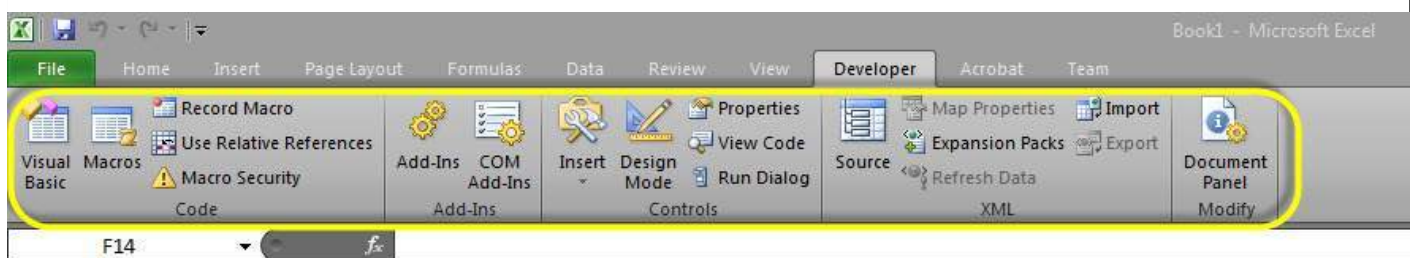 Book1 - Microsoft Excel
File Home Insert Page Layout Formulas Data Review View Developer Acrobat Team
Visual Basic
Macros
Record Macro
Use Relative References
Macro Security
Code
Add-Ins
COM Add-Ins
Add-Ins
Insert
Design Mode
Properties
View Code
Run Dialog
Controls
Source
Map Properties
Expansion Packs
Refresh Data
Import
Export
XML
Document Panel
Modify
F14 fx